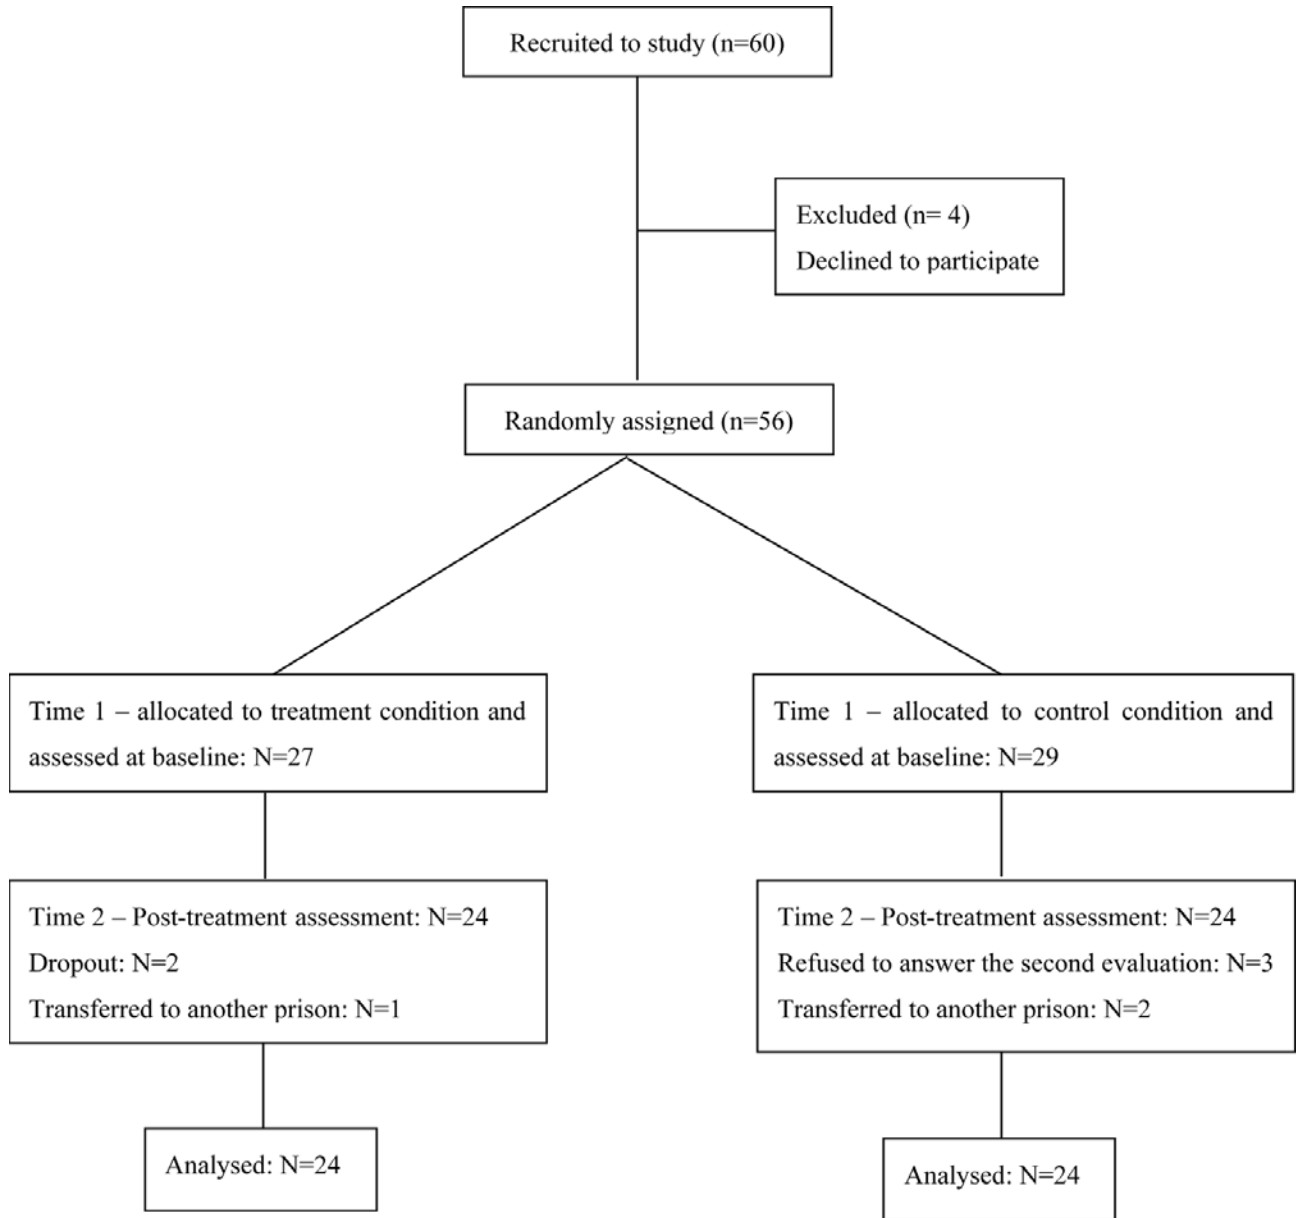 Recruited to study (n=60)
Excluded (n= 4)
Declined to participate
Randomly assigned (n=56)
Time 1 – allocated to treatment condition and
assessed at baseline: N=27
Time 1 – allocated to control condition and
assessed at baseline: N=29
Time 2 – Post-treatment assessment: N=24
Dropout: N=2
Transferred to another prison: N=1
Time 2 – Post-treatment assessment: N=24
Refused to answer the second evaluation: N=3
Transferred to another prison: N=2
Analysed: N=24
Analysed: N=24